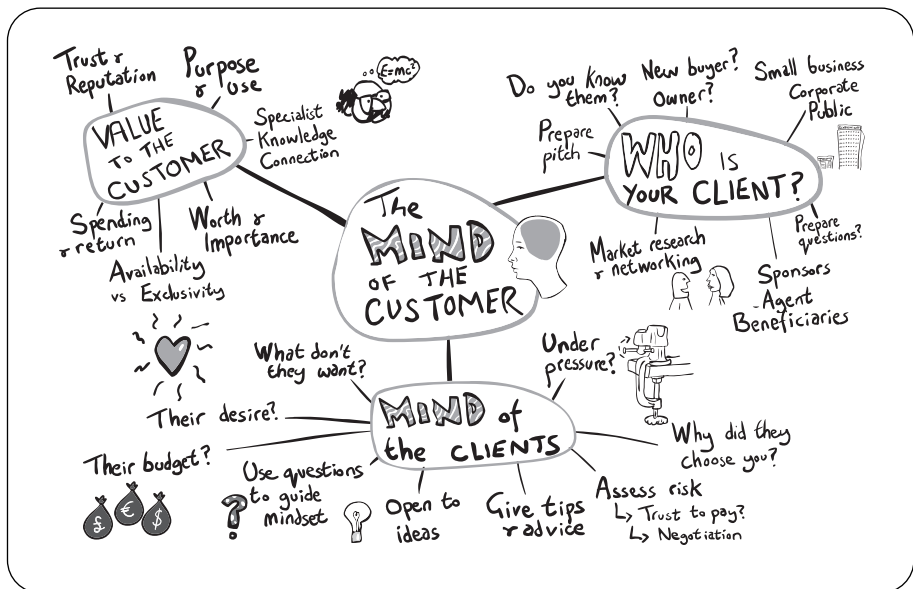 The
MIND
OF THE
CUSTOMER
VALUE
TO THE
CUSTOMER
Trust &
Reputation
Purpose
& use
Specialist
Knowledge
Connection
E=mc²
Spending
& return
Availability
vs Exclusivity
Worth &
Importance
WHO IS
YOUR CLIENT?
Do you know
them?
New buyer?
Owner?
Small business
Corporate
Public
Prepare
pitch
Market research
& networking
Sponsors
Agent
Beneficiaries
Prepare
questions?
MIND of
the CLIENTS
What don't
they want?
Their desire?
Their budget?
£
€
$
Use questions
to guide
mindset
?
Open to
ideas
Give tips
& advice
Assess risk
↳ Trust to pay?
↳ Negotiation
Why did they
choose you?
Under
pressure?